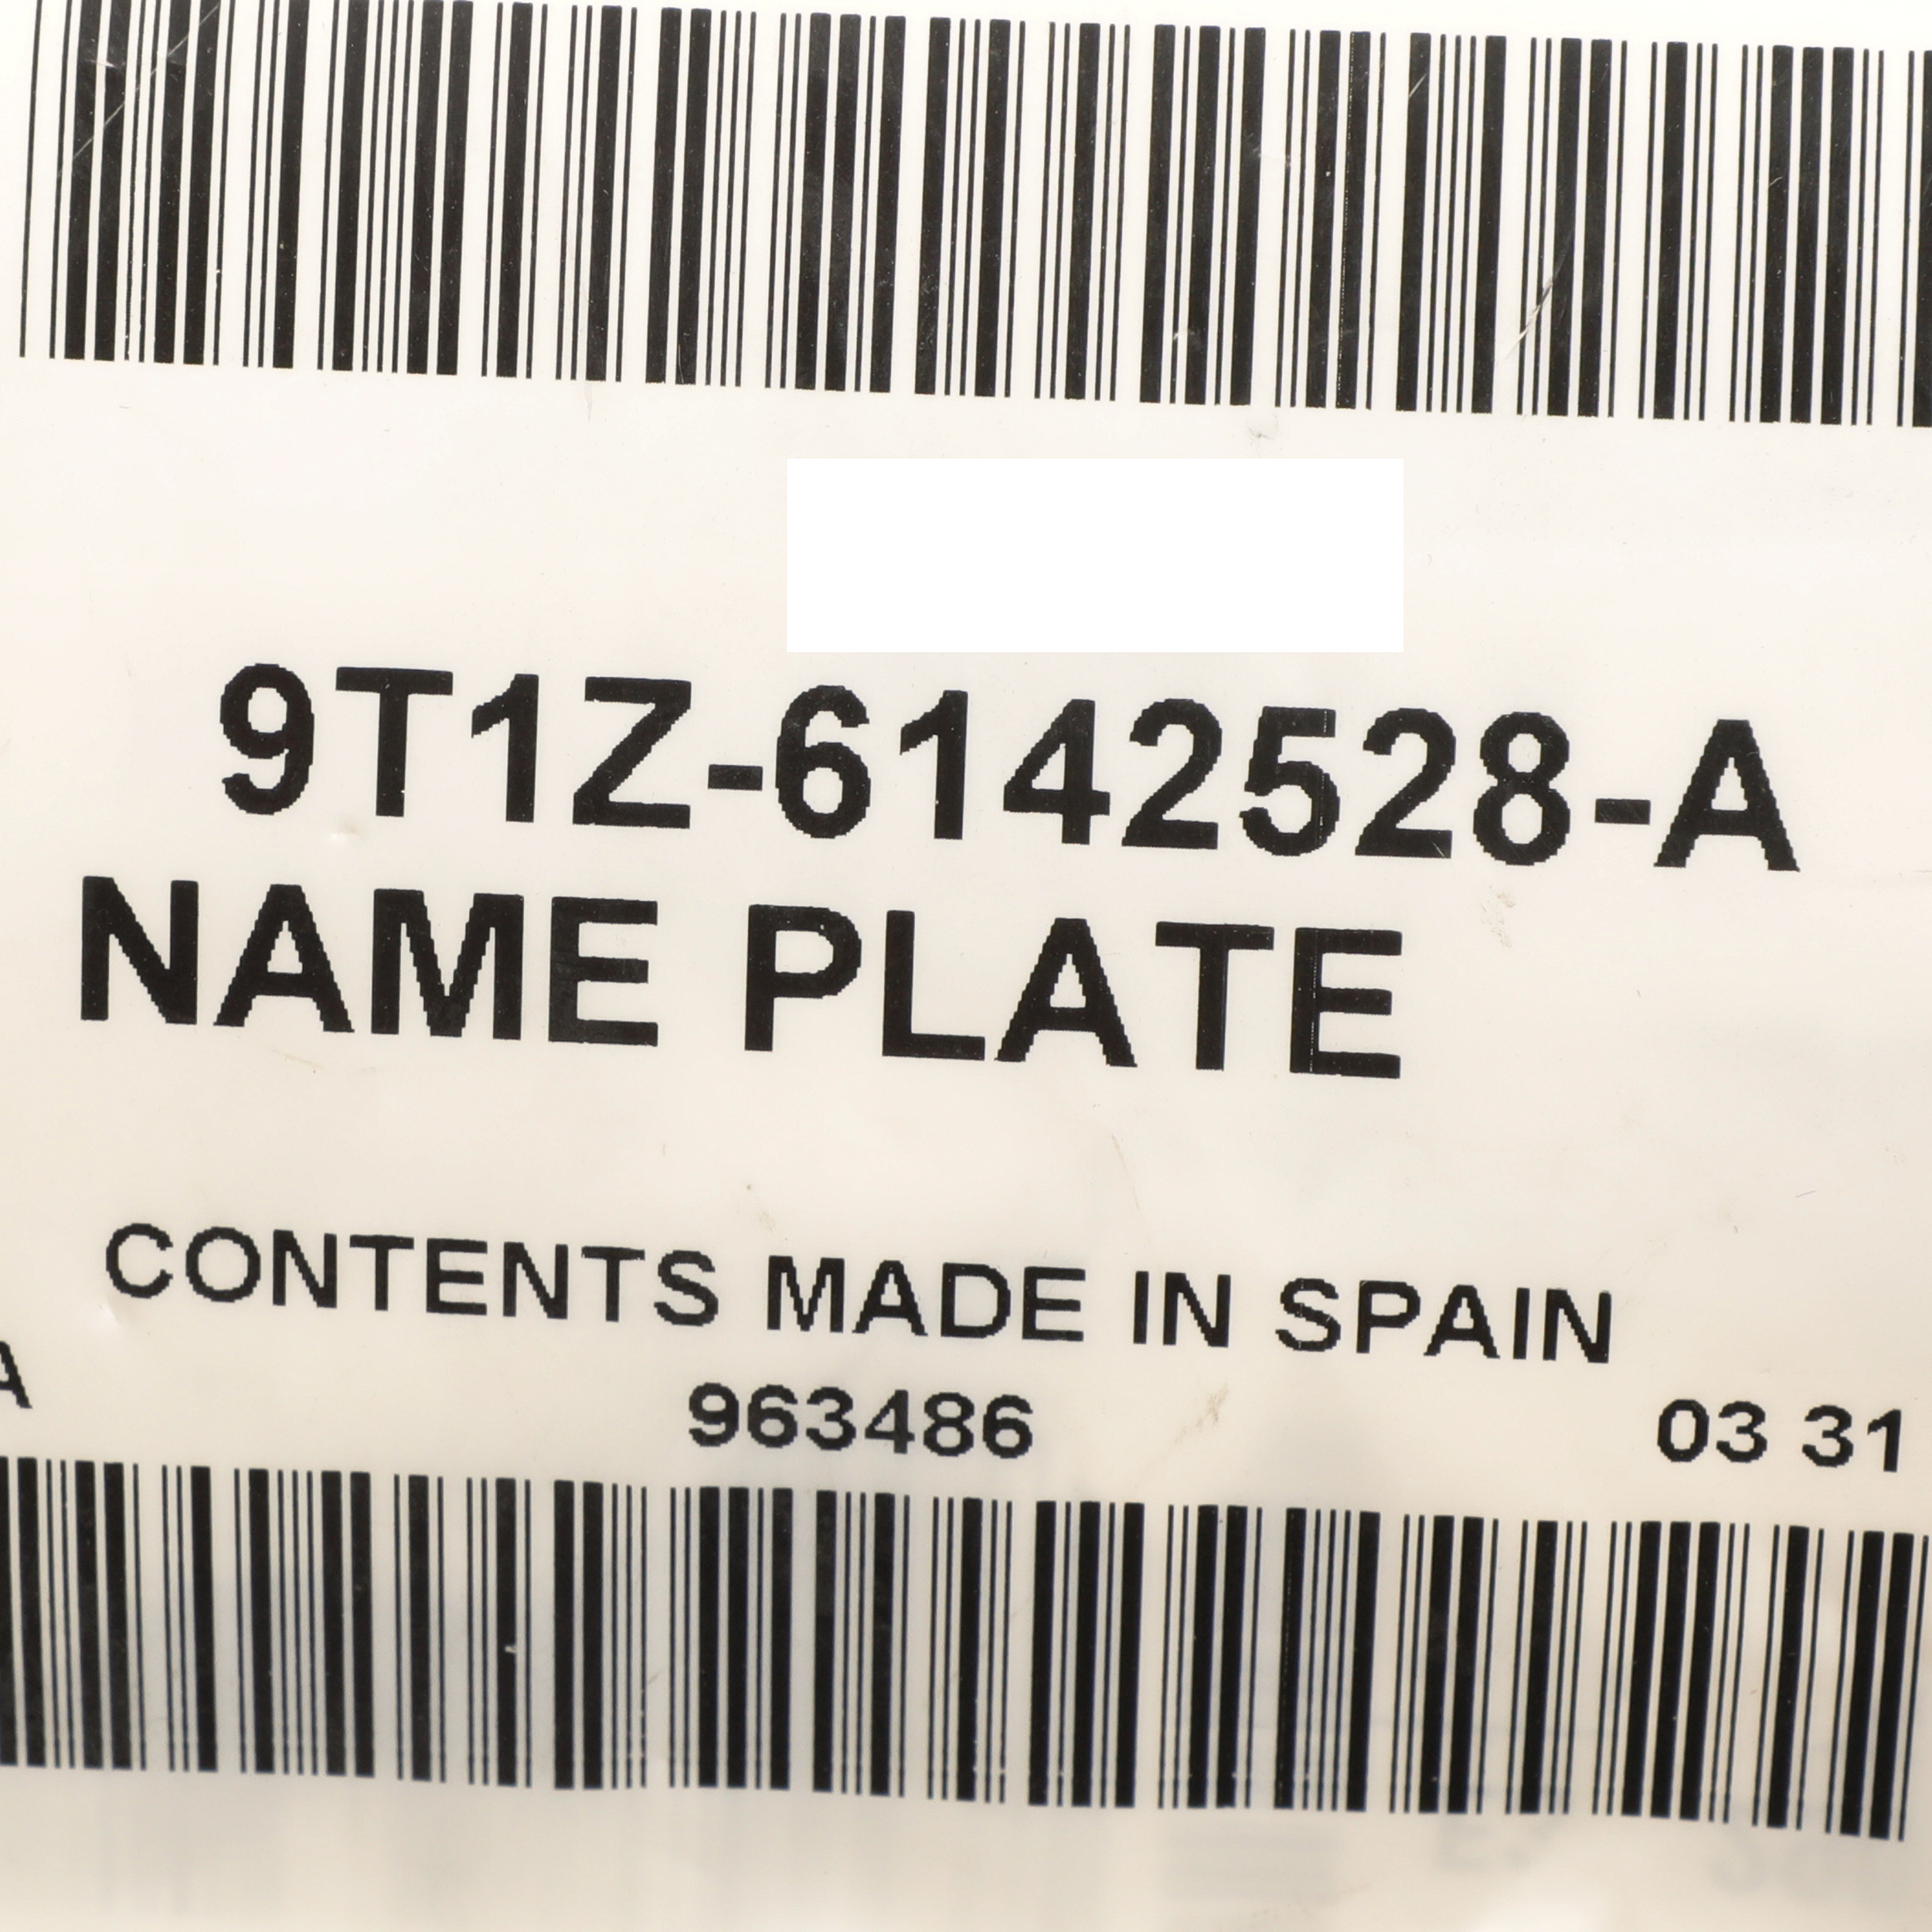 9T1Z-6142528-A
NAME PLATE
CONTENTS MADE IN SPAIN
A 963486 03 31